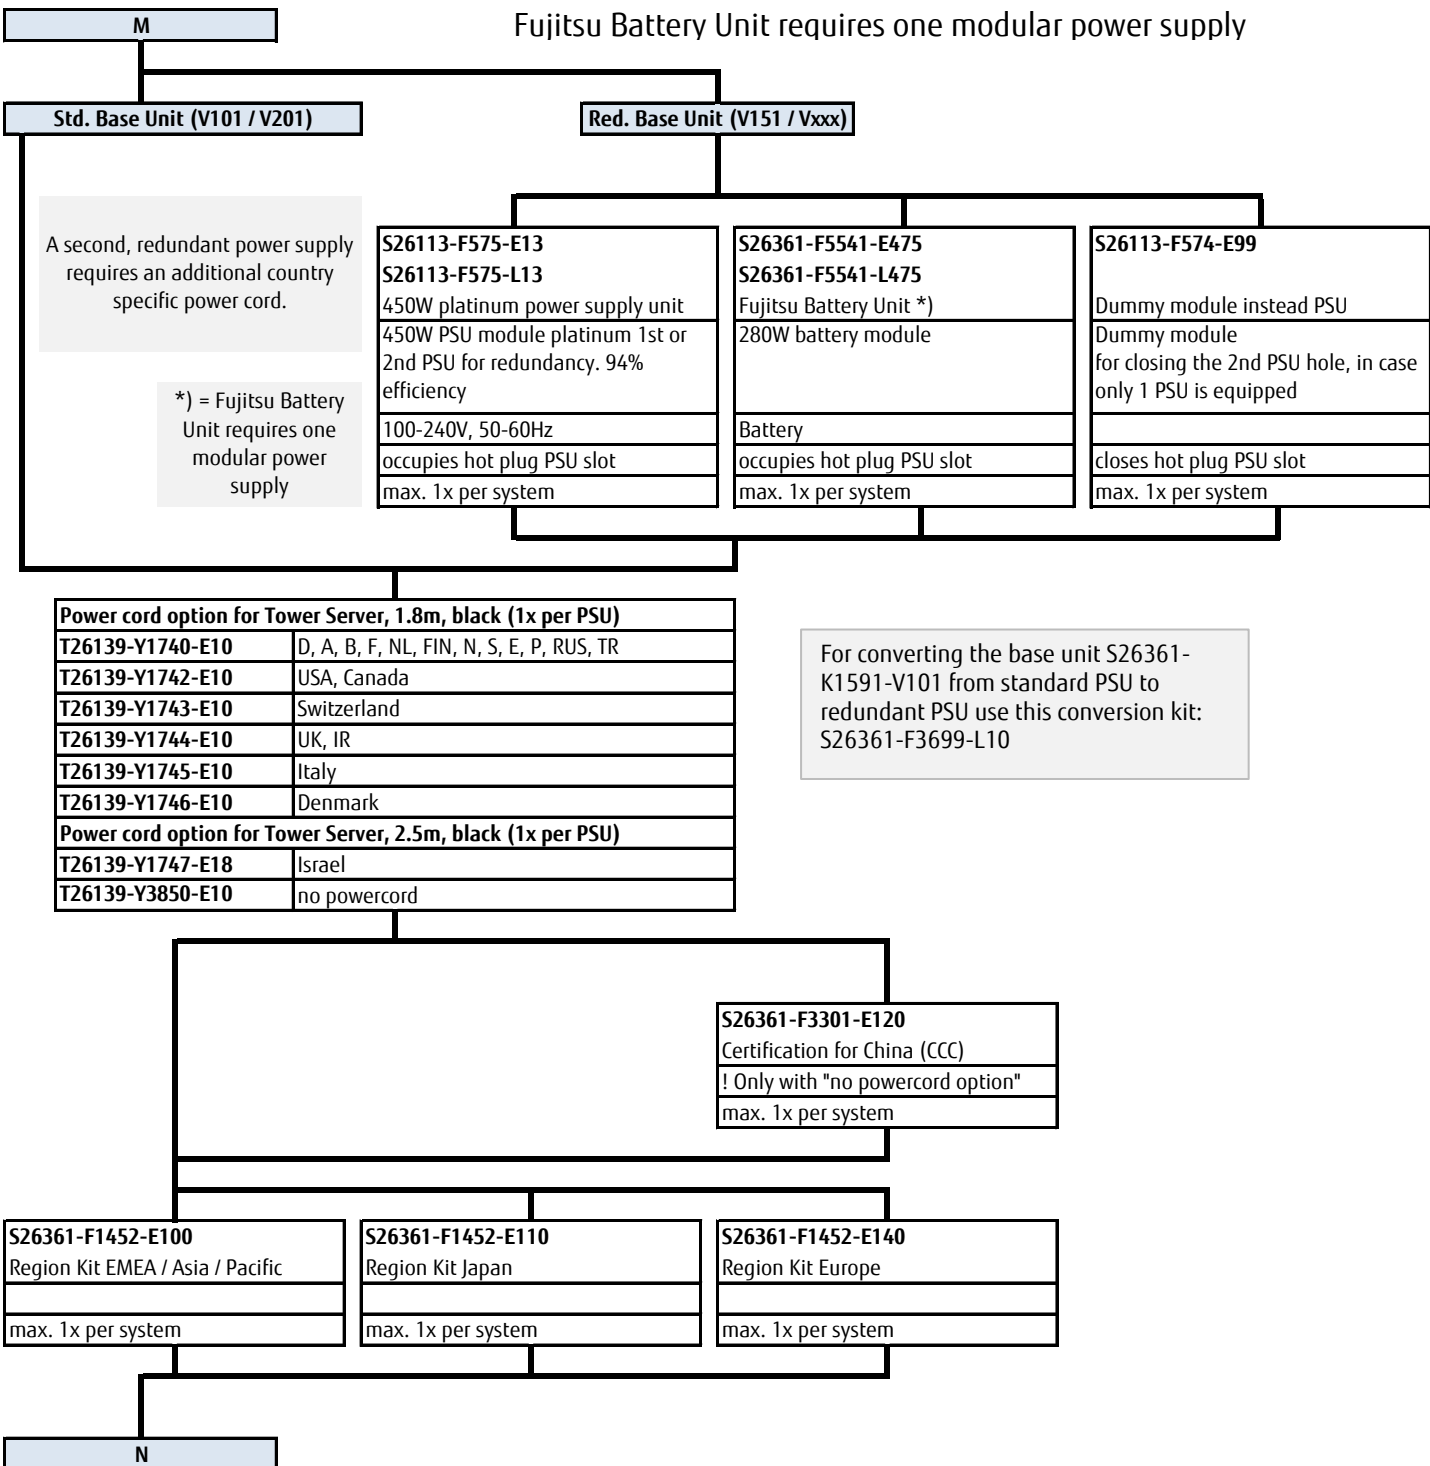 M
Fujitsu Battery Unit requires one modular power supply
Std. Base Unit (V101 / V201)
Red. Base Unit (V151 / Vxxx)
A second, redundant power supply
requires an additional country
specific power cord.
*) = Fujitsu Battery
Unit requires one
modular power
supply
S26113-F575-E13
S26113-F575-L13
450W platinum power supply unit
450W PSU module platinum 1st or
2nd PSU for redundancy. 94%
efficiency
100-240V, 50-60Hz
occupies hot plug PSU slot
max. 1x per system
S26361-F5541-E475
S26361-F5541-L475
Fujitsu Battery Unit *)
280W battery module
Battery
occupies hot plug PSU slot
max. 1x per system
S26113-F574-E99
Dummy module instead PSU
Dummy module
for closing the 2nd PSU hole, in case
only 1 PSU is equipped
closes hot plug PSU slot
max. 1x per system
Power cord option for Tower Server, 1.8m, black (1x per PSU)
T26139-Y1740-E10 D, A, B, F, NL, FIN, N, S, E, P, RUS, TR
T26139-Y1742-E10 USA, Canada
T26139-Y1743-E10 Switzerland
T26139-Y1744-E10 UK, IR
T26139-Y1745-E10 Italy
T26139-Y1746-E10 Denmark
Power cord option for Tower Server, 2.5m, black (1x per PSU)
T26139-Y1747-E18 Israel
T26139-Y3850-E10 no powercord
For converting the base unit S26361-
K1591-V101 from standard PSU to
redundant PSU use this conversion kit:
S26361-F3699-L10
S26361-F3301-E120
Certification for China (CCC)
! Only with "no powercord option"
max. 1x per system
S26361-F1452-E100
Region Kit EMEA / Asia / Pacific
max. 1x per system
S26361-F1452-E110
Region Kit Japan
max. 1x per system
S26361-F1452-E140
Region Kit Europe
max. 1x per system
N